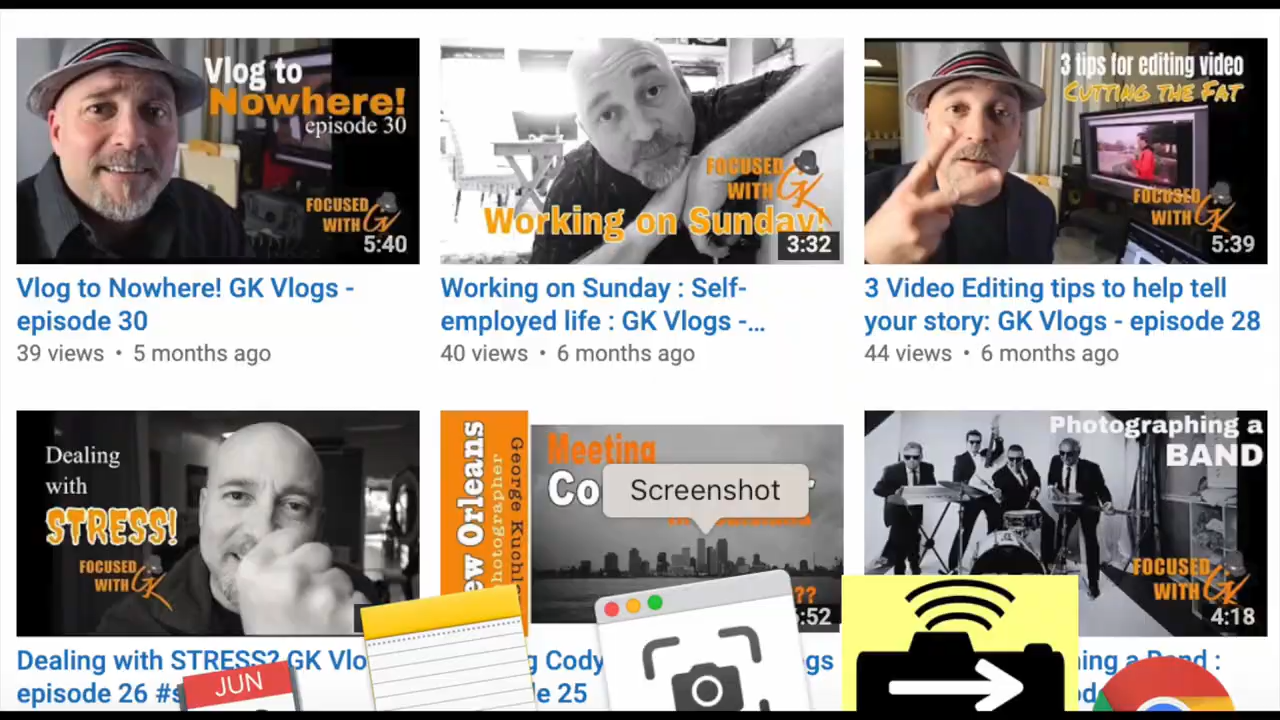 Vlog to
Nowhere!
episode 30
FOCUSED
WITH GK
5:40
Vlog to Nowhere! GK Vlogs -
episode 30
39 views • 5 months ago
FOCUSED
WITH GK
Working on Sunday!
3:32
Working on Sunday : Self-
employed life : GK Vlogs -...
40 views • 6 months ago
3 tips for editing video
CUTTING THE FAT
FOCUSED
WITH GK
5:39
3 Video Editing tips to help tell
your story: GK Vlogs - episode 28
44 views • 6 months ago
Dealing
with
STRESS!
FOCUSED
WITH GK
Dealing with STRESS? GK Vlo
episode 26 #s
ew Orleans
hotographer
George Kuchle
Meeting
Co
Screenshot
??
:52
g Cody
gs
e 25
Photographing a
BAND
FOCUSED
WITH GK
4:18
JUN